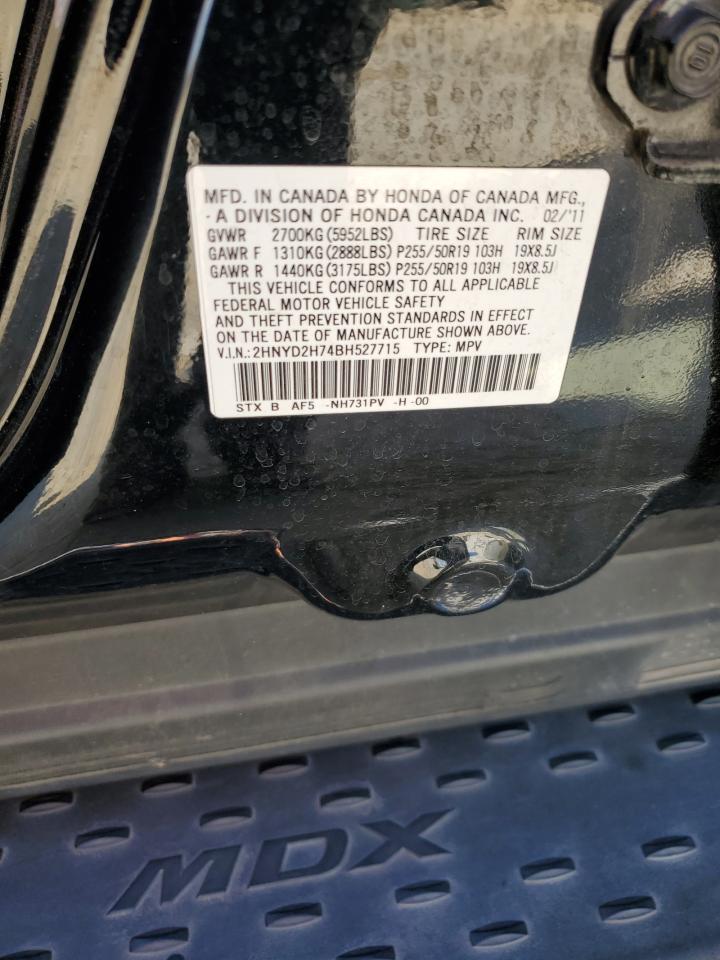 MFD. IN CANADA BY HONDA OF CANADA MFG.,
- A DIVISION OF HONDA CANADA INC. 02/'11
GVWR 2700KG(5952LBS) TIRE SIZE RIM SIZE
GAWR F 1310KG(2888LBS) P255/50R19 103H 19X8.5J
GAWR R 1440KG(3175LBS) P255/50R19 103H 19X8.5J
THIS VEHICLE CONFORMS TO ALL APPLICABLE
FEDERAL MOTOR VEHICLE SAFETY
AND THEFT PREVENTION STANDARDS IN EFFECT
ON THE DATE OF MANUFACTURE SHOWN ABOVE.
V.I.N.:2HNYD2H74BH527715 TYPE: MPV
STX B AF5 -NH731PV -H -00
MDX